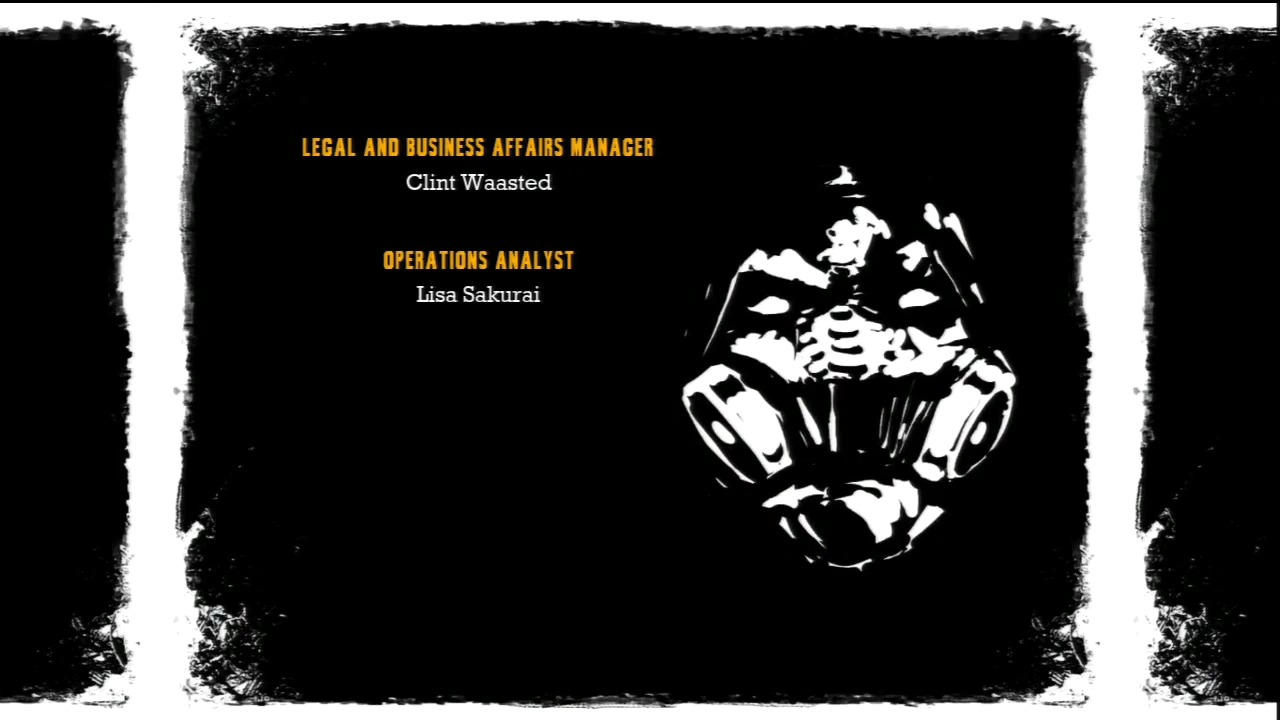 LEGAL AND BUSINESS AFFAIRS MANAGER
Clint Waasted
OPERATIONS ANALYST
Lisa Sakurai